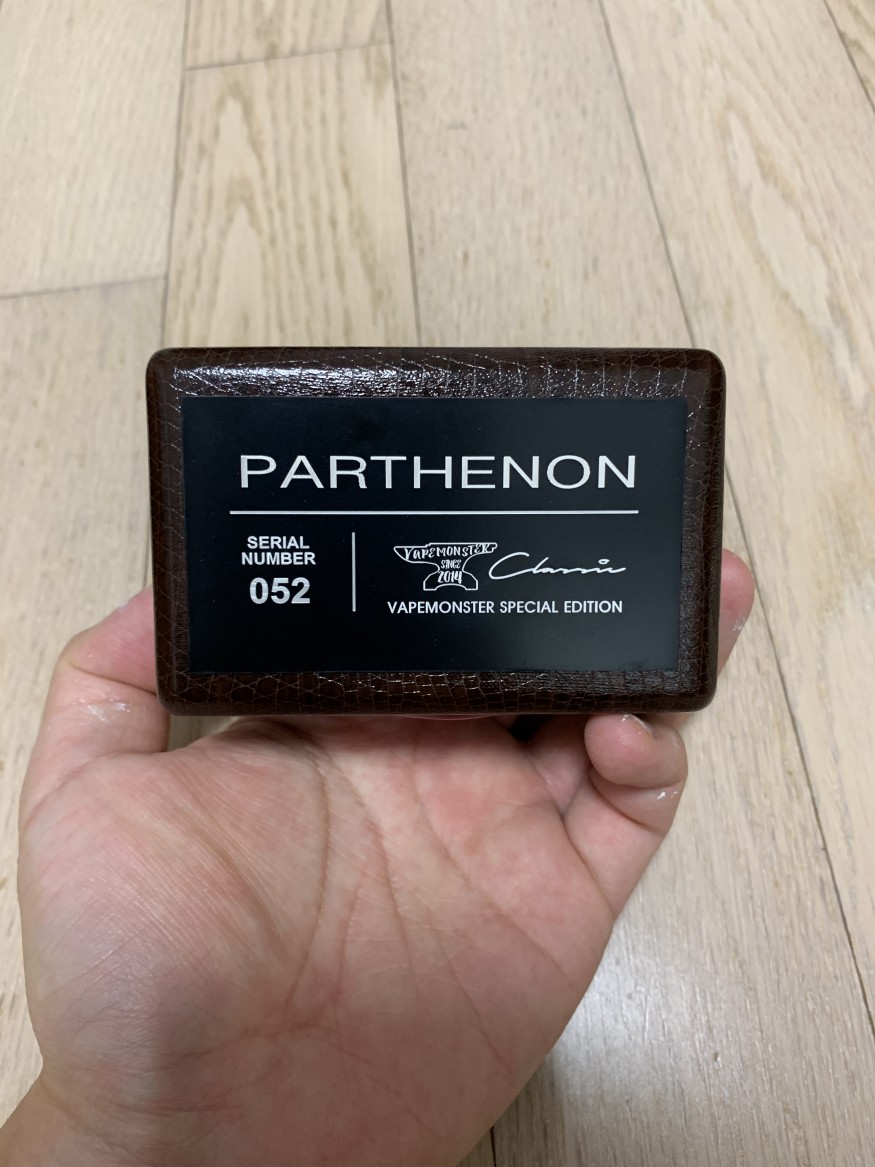 PARTHENON
SERIAL
NUMBER
052
VAPEMONSTER
SINCE
2014
Classic
VAPEMONSTER SPECIAL EDITION